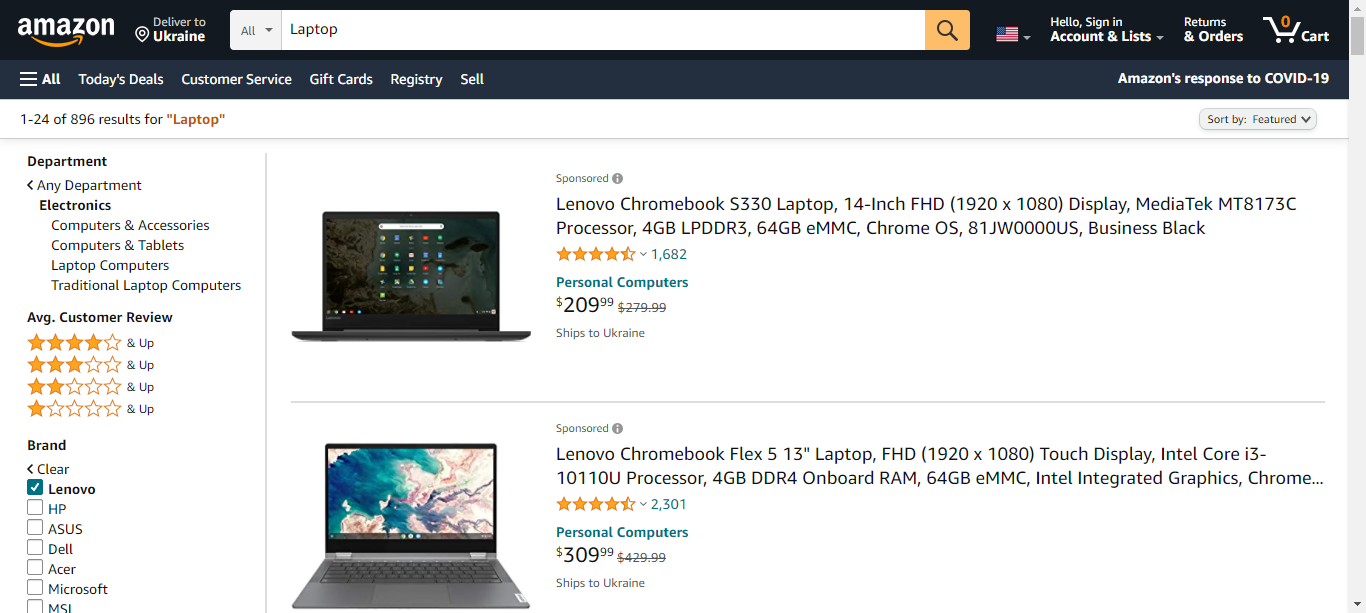 amazon
Deliver to
Ukraine
All
Laptop
Hello, Sign in
Account & Lists
Returns
& Orders
0
Cart
All
Today's Deals
Customer Service
Gift Cards
Registry
Sell
Amazon's response to COVID-19
1-24 of 896 results for "Laptop"
Sort by: Featured
Department
Any Department
Electronics
Computers & Accessories
Computers & Tablets
Laptop Computers
Traditional Laptop Computers
Avg. Customer Review
& Up
& Up
& Up
& Up
Brand
Clear
Lenovo
HP
ASUS
Dell
Acer
Microsoft
MSI
Sponsored
Lenovo Chromebook S330 Laptop, 14-Inch FHD (1920 x 1080) Display, MediaTek MT8173C
Processor, 4GB LPDDR3, 64GB eMMC, Chrome OS, 81JW0000US, Business Black
1,682
Personal Computers
$209.99 $279.99
Ships to Ukraine
Sponsored
Lenovo Chromebook Flex 5 13" Laptop, FHD (1920 x 1080) Touch Display, Intel Core i3-
10110U Processor, 4GB DDR4 Onboard RAM, 64GB eMMC, Intel Integrated Graphics, Chrome...
2,301
Personal Computers
$309.99 $429.99
Ships to Ukraine